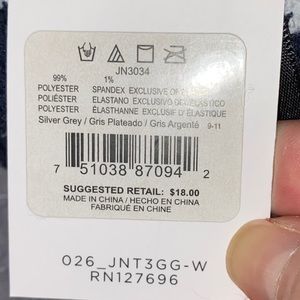 JN3034
99% 1%
POLYESTER SPANDEX EXCLUSIVE OF
POLIÉSTER ELASTANO EXCLUSIVO DE ELÁSTICO
POLYESTER ÉLASTHANNE EXCLUSIF D'ÉLASTIQUE
Silver Grey / Gris Plateado / Gris Argenté 9-11
7 51038 87094 2
SUGGESTED RETAIL: $18.00
MADE IN CHINA / HECHO EN CHINA
FABRIQUÉ EN CHINE
026_JNT3GG-W
RN127696